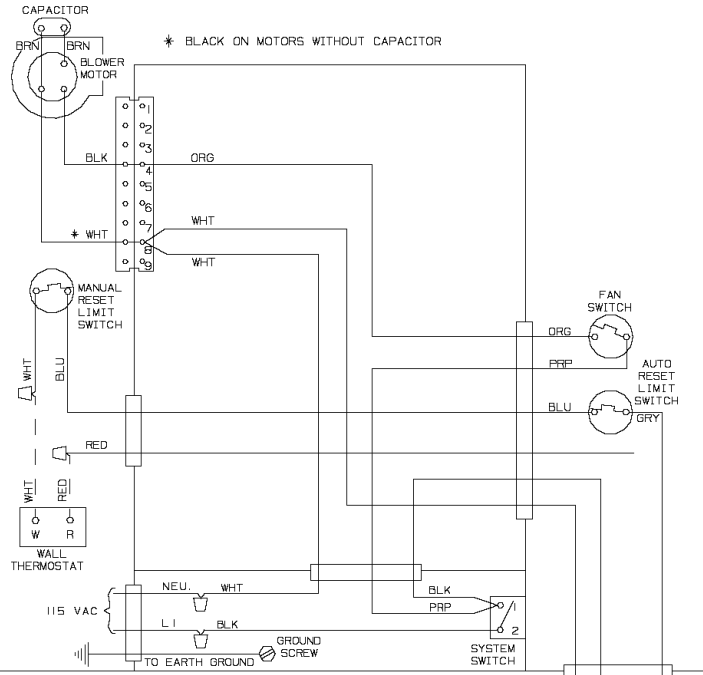 CAPACITOR
BRN BRN
* BLACK ON MOTORS WITHOUT CAPACITOR
BLOWER
MOTOR
1
2
3
BLK
4
ORG
5
6
7
WHT
* WHT
8
WHT
9
MANUAL
RESET
LIMIT
SWITCH
FAN
SWITCH
ORG
WHT
BLU
PRP
AUTO
RESET
LIMIT
SWITCH
BLU
GRY
RED
WHT
RED
W R
WALL
THERMOSTAT
NEU. WHT
BLK
PRP
1
115 VAC
L1 BLK
2
GROUND
SCREW
SYSTEM
SWITCH
TO EARTH GROUND